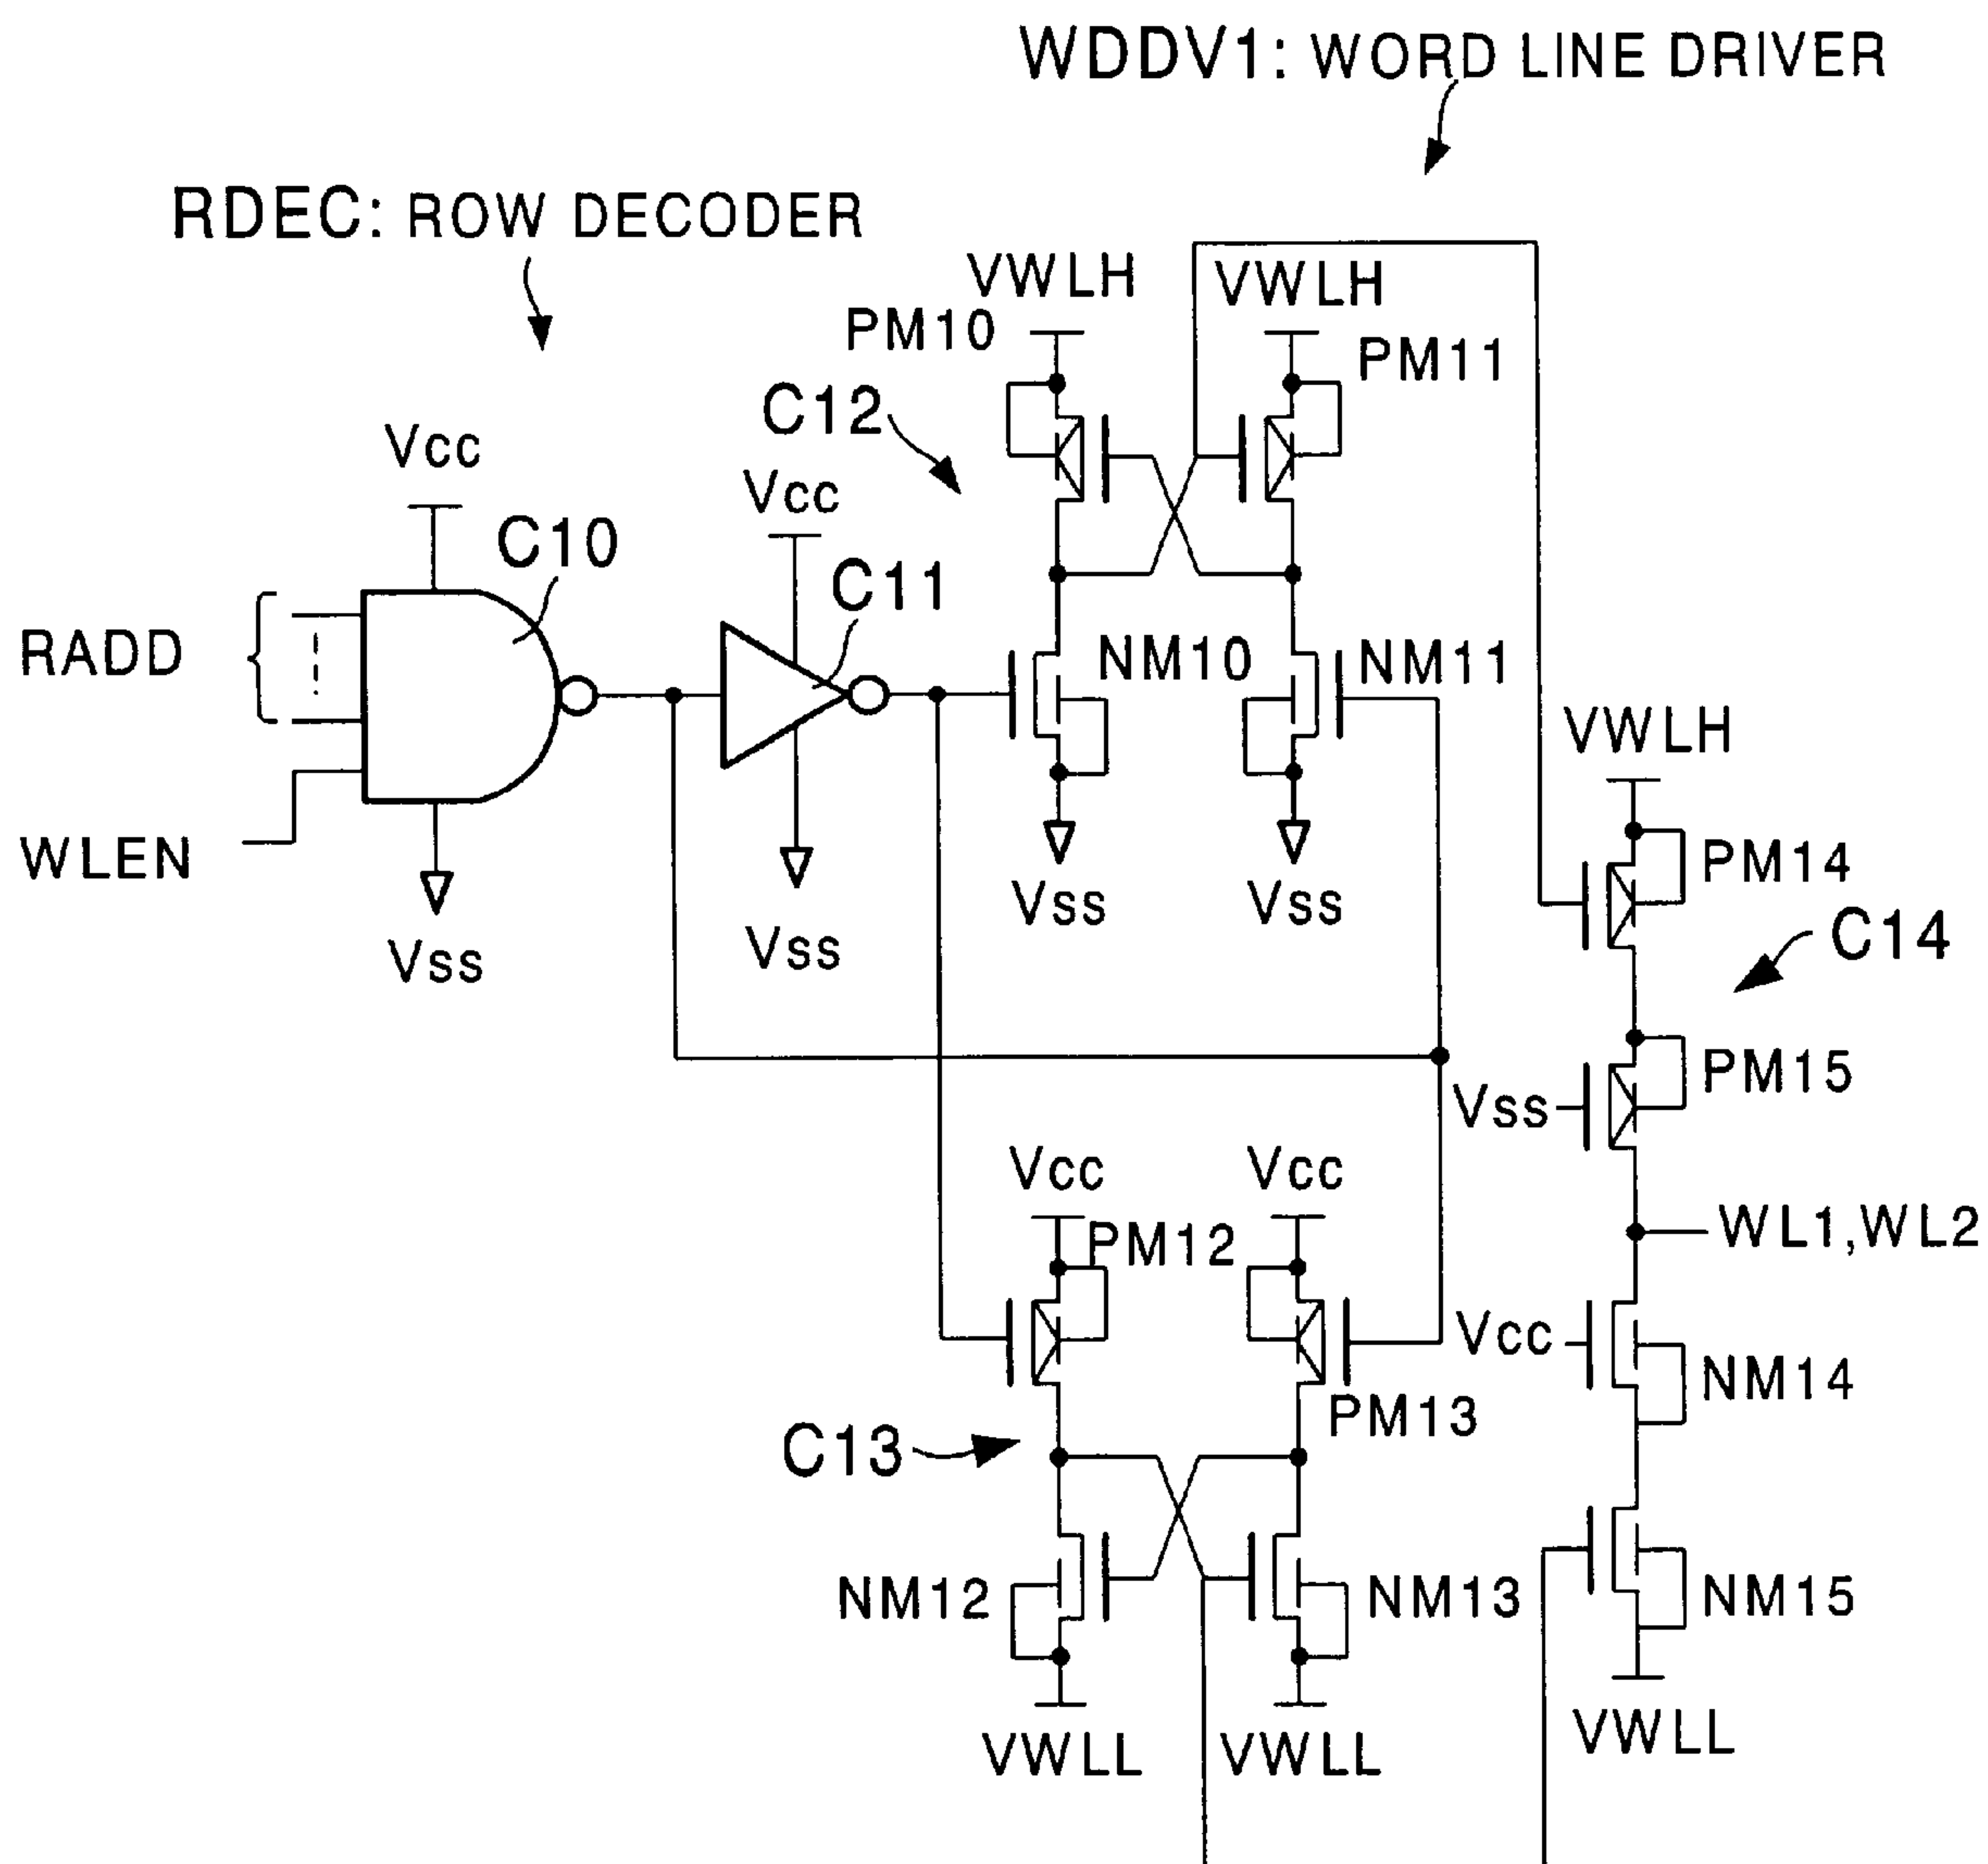 WDDV1: WORD LINE DRIVER
RDEC: ROW DECODER
VWLH
VWLH
PM10
PM11
C12
Vcc
Vcc
C10
C11
RADD
NM10
NM11
WLEN
VWLH
Vss
Vss
Vss
Vss
PM14
C14
PM15
Vss
Vcc
Vcc
PM12
WL1,WL2
Vcc
NM14
PM13
C13
NM12
NM13
NM15
VWLL
VWLL
VWLL